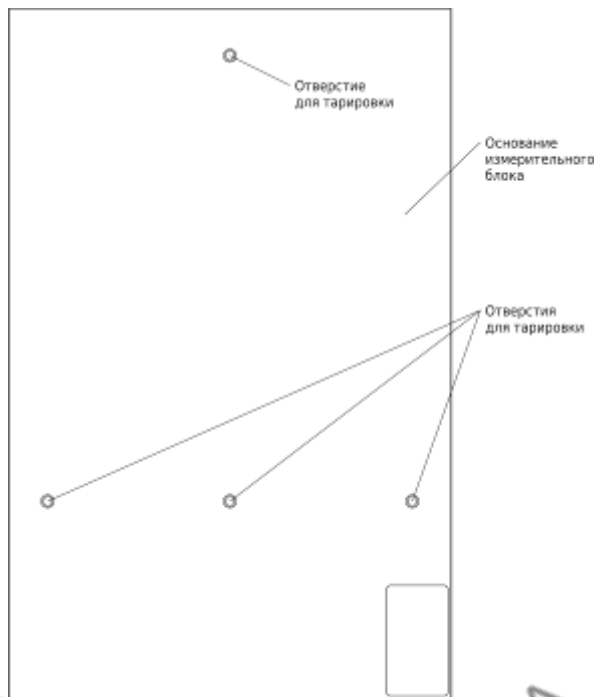 Отверстие
для тарировки
Основание
измерительного
блока
Отверстия
для тарировки